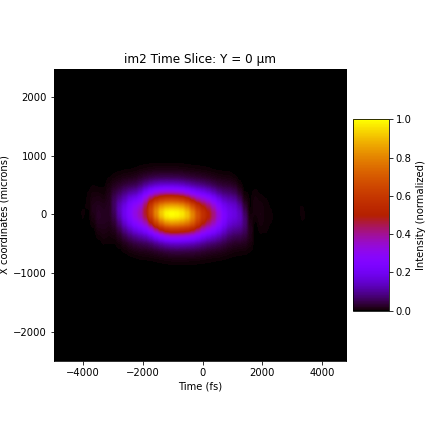 im2 Time Slice: Y = 0 μm
X coordinates (microns)
2000
1000
0
−1000
−2000
−4000 −2000 0 2000 4000
Time (fs)
1.0
0.8
0.6
0.4
0.2
0.0
Intensity (normalized)